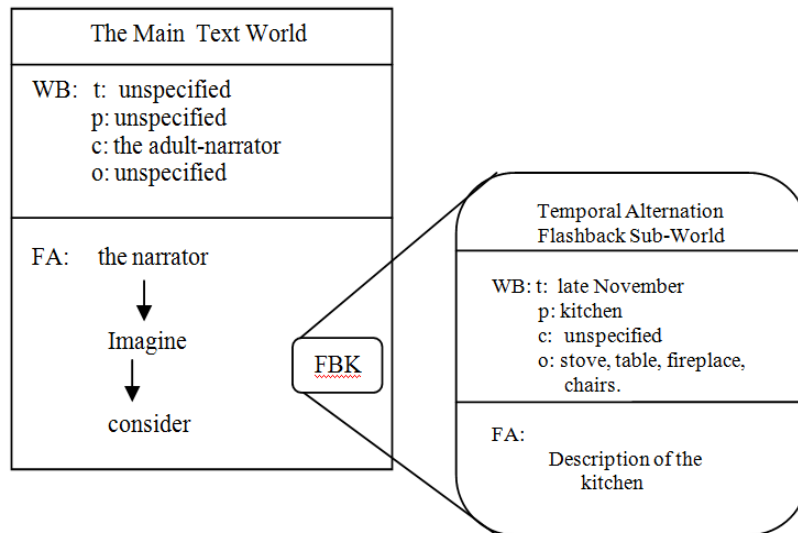 The Main Text World
WB: t: unspecified
p: unspecified
c: the adult-narrator
o: unspecified
FA: the narrator
Imagine
consider
FBK
Temporal Alternation
Flashback Sub-World
WB: t: late November
p: kitchen
c: unspecified
o: stove, table, fireplace,
chairs.
FA:
Description of the
kitchen